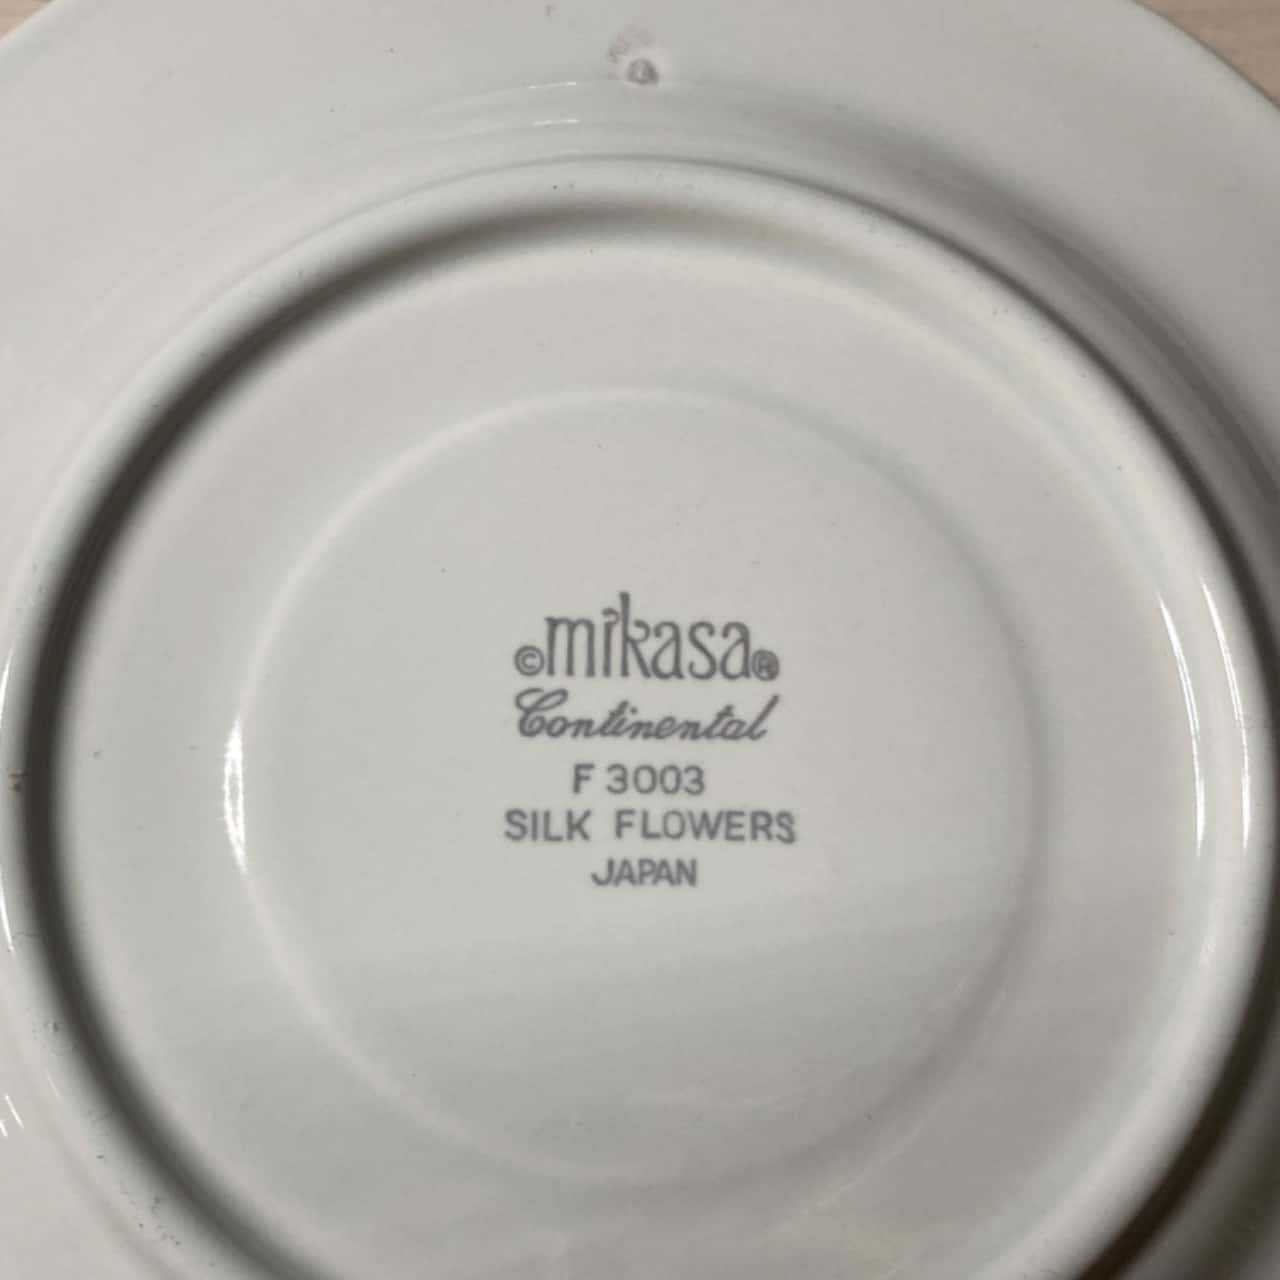 ©mikasa®
Continental
F 3003
SILK FLOWERS
JAPAN